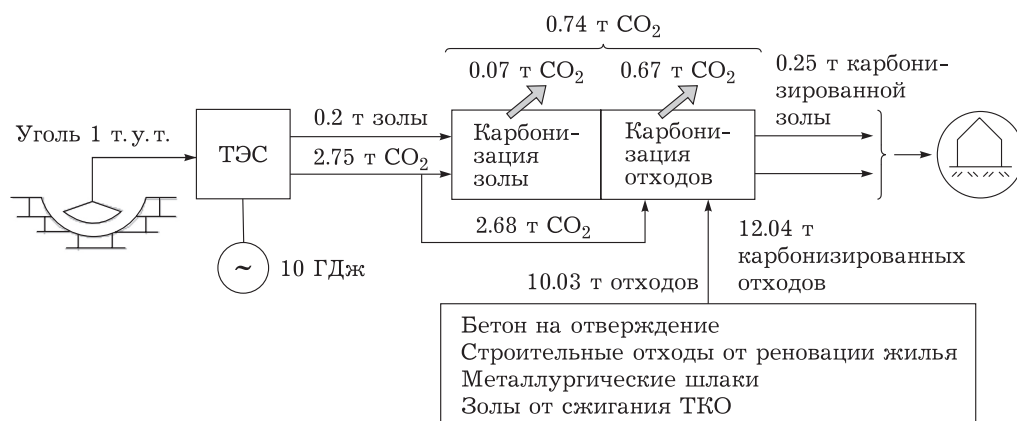 0.74 т CO₂
0.07 т CO₂
0.67 т CO₂
0.25 т карбони-
зированной
золы
Уголь 1 т.у.т.
ТЭС
0.2 т золы
2.75 т CO₂
Карбони-
зация
золы
Карбони-
зация
отходов
2.68 т CO₂
~
10 ГДж
10.03 т отходов
12.04 т
карбонизированных
отходов
Бетон на отверждение
Строительные отходы от реновации жилья
Металлургические шлаки
Золы от сжигания ТКО